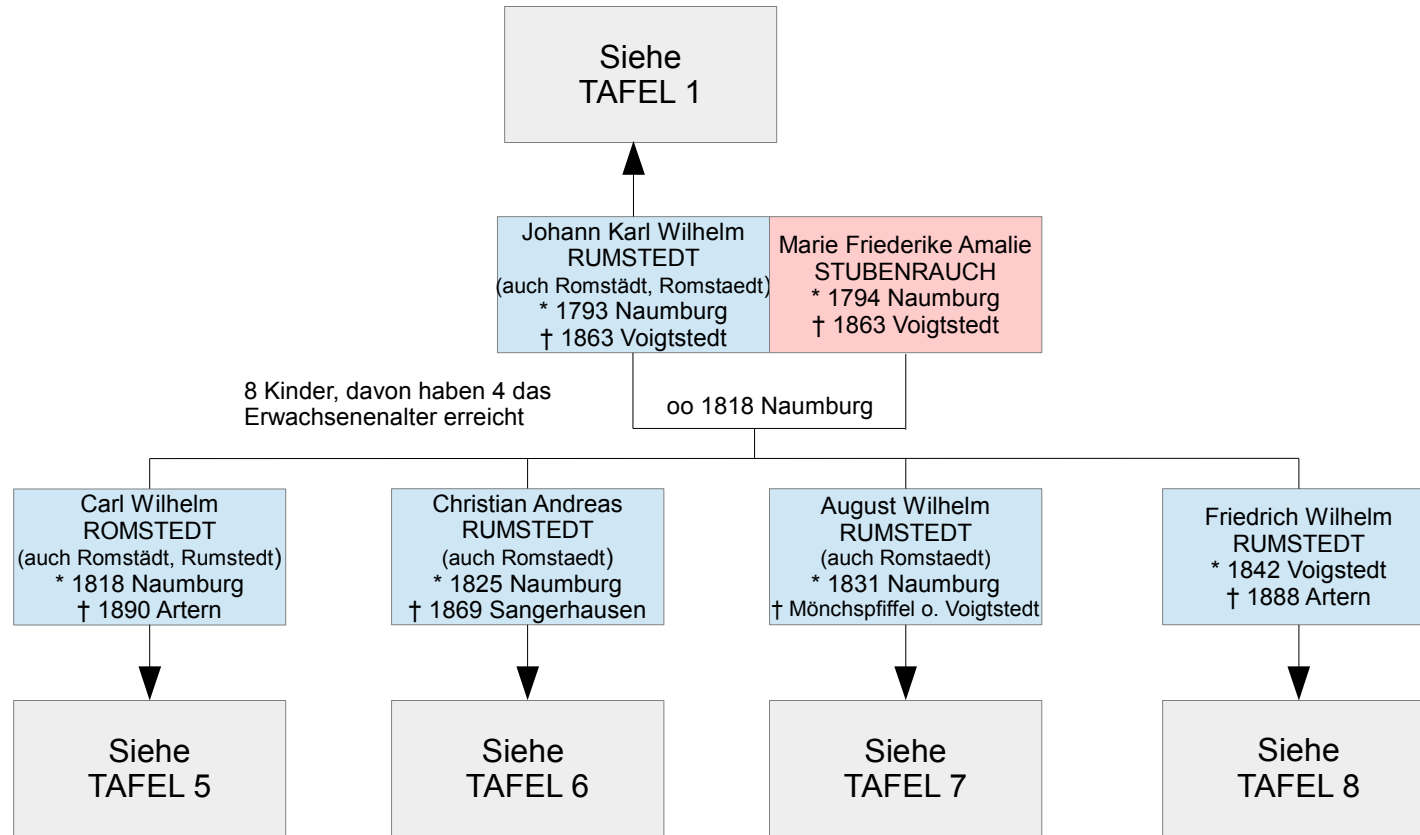 Siehe
TAFEL 1
Johann Karl Wilhelm
RUMSTEDT
(auch Romstädt, Romstaedt)
* 1793 Naumburg
† 1863 Voigtstedt
Marie Friederike Amalie
STUBENRAUCH
* 1794 Naumburg
† 1863 Voigtstedt
8 Kinder, davon haben 4 das
Erwachsenenalter erreicht
oo 1818 Naumburg
Carl Wilhelm
ROMSTEDT
(auch Romstädt, Rumstedt)
* 1818 Naumburg
† 1890 Artern
Christian Andreas
RUMSTEDT
(auch Romstaedt)
* 1825 Naumburg
† 1869 Sangerhausen
August Wilhelm
RUMSTEDT
(auch Romstaedt)
* 1831 Naumburg
† Mönchspfiffel o. Voigtstedt
Friedrich Wilhelm
RUMSTEDT
* 1842 Voigstedt
† 1888 Artern
Siehe
TAFEL 5
Siehe
TAFEL 6
Siehe
TAFEL 7
Siehe
TAFEL 8